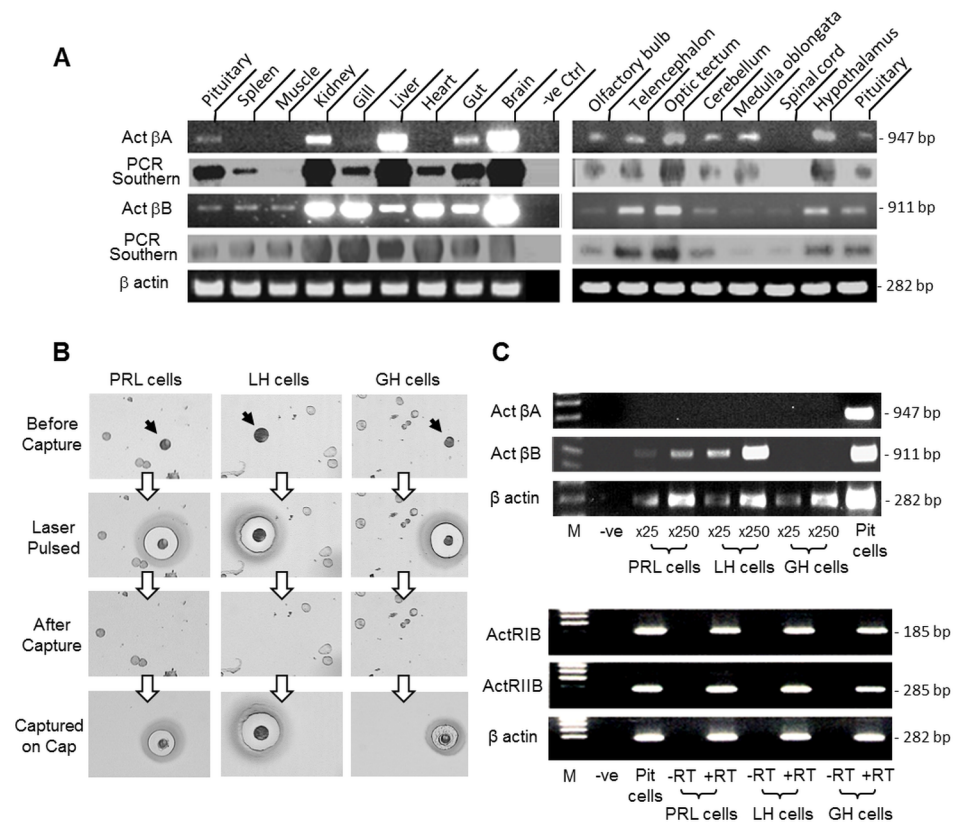 A
Pituitary Spleen Muscle Kidney Gill Liver Heart Gut Brain -ve Ctrl
Olfactory bulb Telencephalon Optic tectum Cerebellum Medulla oblongata Spinal cord Hypothalamus Pituitary
Act βA
- 947 bp
PCR
Southern
Act βB
- 911 bp
PCR
Southern
β actin
- 282 bp
B
PRL cells LH cells GH cells
Before
Capture
Laser
Pulsed
After
Capture
Captured
on Cap
C
Act βA
- 947 bp
Act βB
- 911 bp
β actin
- 282 bp
M -ve x25 x250 x25 x250 x25 x250 Pit
cells
PRL cells LH cells GH cells
ActRIB
- 185 bp
ActRIIB
- 285 bp
β actin
- 282 bp
M -ve Pit -RT +RT -RT +RT -RT +RT
cells
PRL cells LH cells GH cells